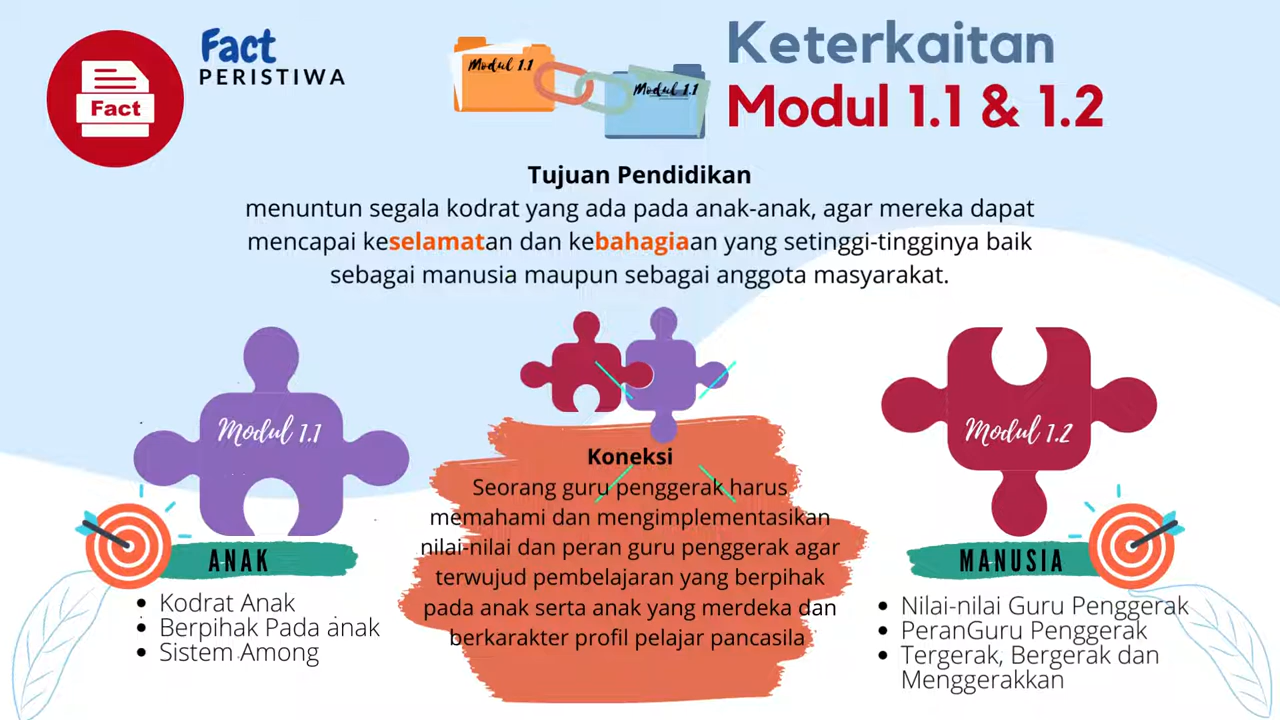 Fact
Fact
PERISTIWA
Modul 1.1
Modul 1.1
Keterkaitan
Modul 1.1 & 1.2
Tujuan Pendidikan
menuntun segala kodrat yang ada pada anak-anak, agar mereka dapat
mencapai keselamatan dan kebahagiaan yang setinggi-tingginya baik
sebagai manusia maupun sebagai anggota masyarakat.
Modul 1.1
ANAK
Kodrat Anak
Berpihak Pada anak
Sistem Among
Koneksi
Seorang guru penggerak harus
memahami dan mengimplementasikan
nilai-nilai dan peran guru penggerak agar
terwujud pembelajaran yang berpihak
pada anak serta anak yang merdeka dan
berkarakter profil pelajar pancasila
Modul 1.2
MANUSIA
Nilai-nilai Guru Penggerak
PeranGuru Penggerak
Tergerak, Bergerak dan
Menggerakkan